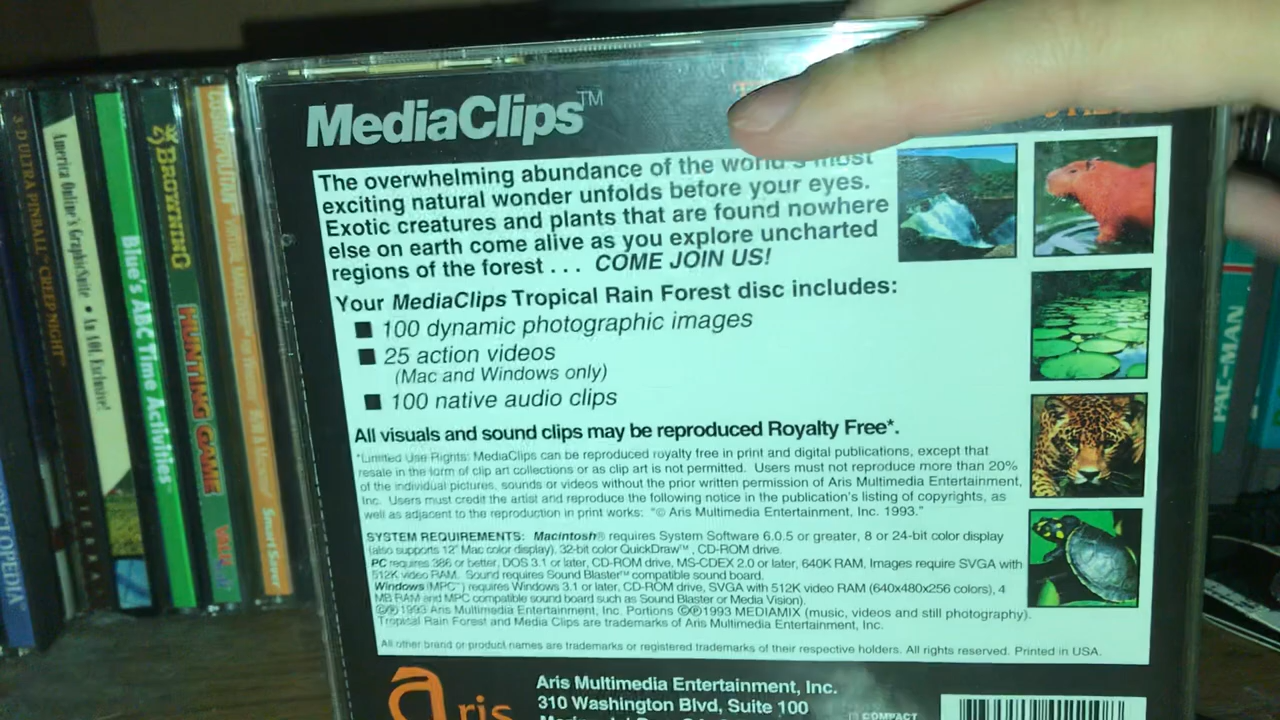 MediaClips™
The overwhelming abundance of the world's most
exciting natural wonder unfolds before your eyes.
Exotic creatures and plants that are found nowhere
else on earth come alive as you explore uncharted
regions of the forest . . . COME JOIN US!
Your MediaClips Tropical Rain Forest disc includes:
■ 100 dynamic photographic images
■ 25 action videos
(Mac and Windows only)
■ 100 native audio clips
All visuals and sound clips may be reproduced Royalty Free*.
*Limited Use Rights: MediaClips can be reproduced royalty free in print and digital publications, except that
resale in the form of clip art collections or as clip art is not permitted. Users must not reproduce more than 20%
of the individual pictures, sounds or videos without the prior written permission of Aris Multimedia Entertainment,
Inc. Users must credit the artist and reproduce the following notice in the publication's listing of copyrights, as
well as adjacent to the reproduction in print works: "© Aris Multimedia Entertainment, Inc. 1993."
SYSTEM REQUIREMENTS: Macintosh® requires System Software 6.0.5 or greater, 8 or 24-bit color display
(also supports 12" Mac color display), 32-bit color QuickDraw™, CD-ROM drive.
PC requires 386 or better, DOS 3.1 or later, CD-ROM drive, MS-CDEX 2.0 or later, 640K RAM, Images require SVGA with
512K video RAM. Sound requires Sound Blaster™ compatible sound board.
Windows (MPC™) requires Windows 3.1 or later, CD-ROM drive, SVGA with 512K video RAM (640x480x256 colors), 4
MB RAM and MPC compatible sound board such as Sound Blaster or Media Vision).
©℗1993 Aris Multimedia Entertainment, Inc. Portions ©℗1993 MEDIAMIX (music, videos and still photography).
Tropical Rain Forest and Media Clips are trademarks of Aris Multimedia Entertainment, Inc.
All other brand or product names are trademarks or registered trademarks of their respective holders. All rights reserved. Printed in USA.
Aris
Aris Multimedia Entertainment, Inc.
310 Washington Blvd, Suite 100
COMPACT
3-D ULTRA PINBALL™ CREEP NIGHT™
SIERRA
America Online's GraphicSuite • An AOL Exclusive!
Blue's ABC Time Activities™
BROWNING
HUNTING GAME
SmartSaver
PAC-MAN